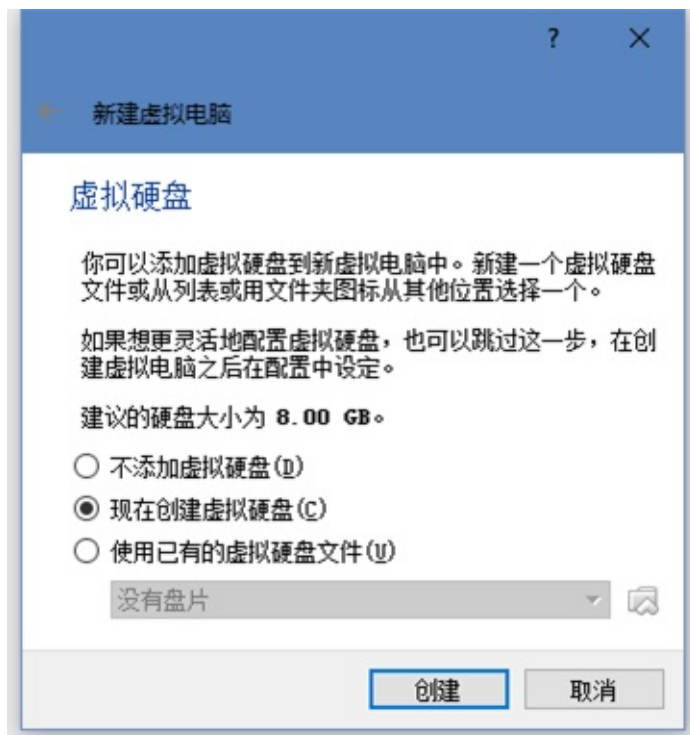 ?
新建虚拟电脑
虚拟硬盘
你可以添加虚拟硬盘到新虚拟电脑中。新建一个虚拟硬盘
文件或从列表或用文件夹图标从其他位置选择一个。
如果想更灵活地配置虚拟硬盘，也可以跳过这一步，在创
建虚拟电脑之后在配置中设定。
建议的硬盘大小为 8.00 GB。
不添加虚拟硬盘(D)
现在创建虚拟硬盘(C)
使用已有的虚拟硬盘文件(U)
没有盘片
创建 取消